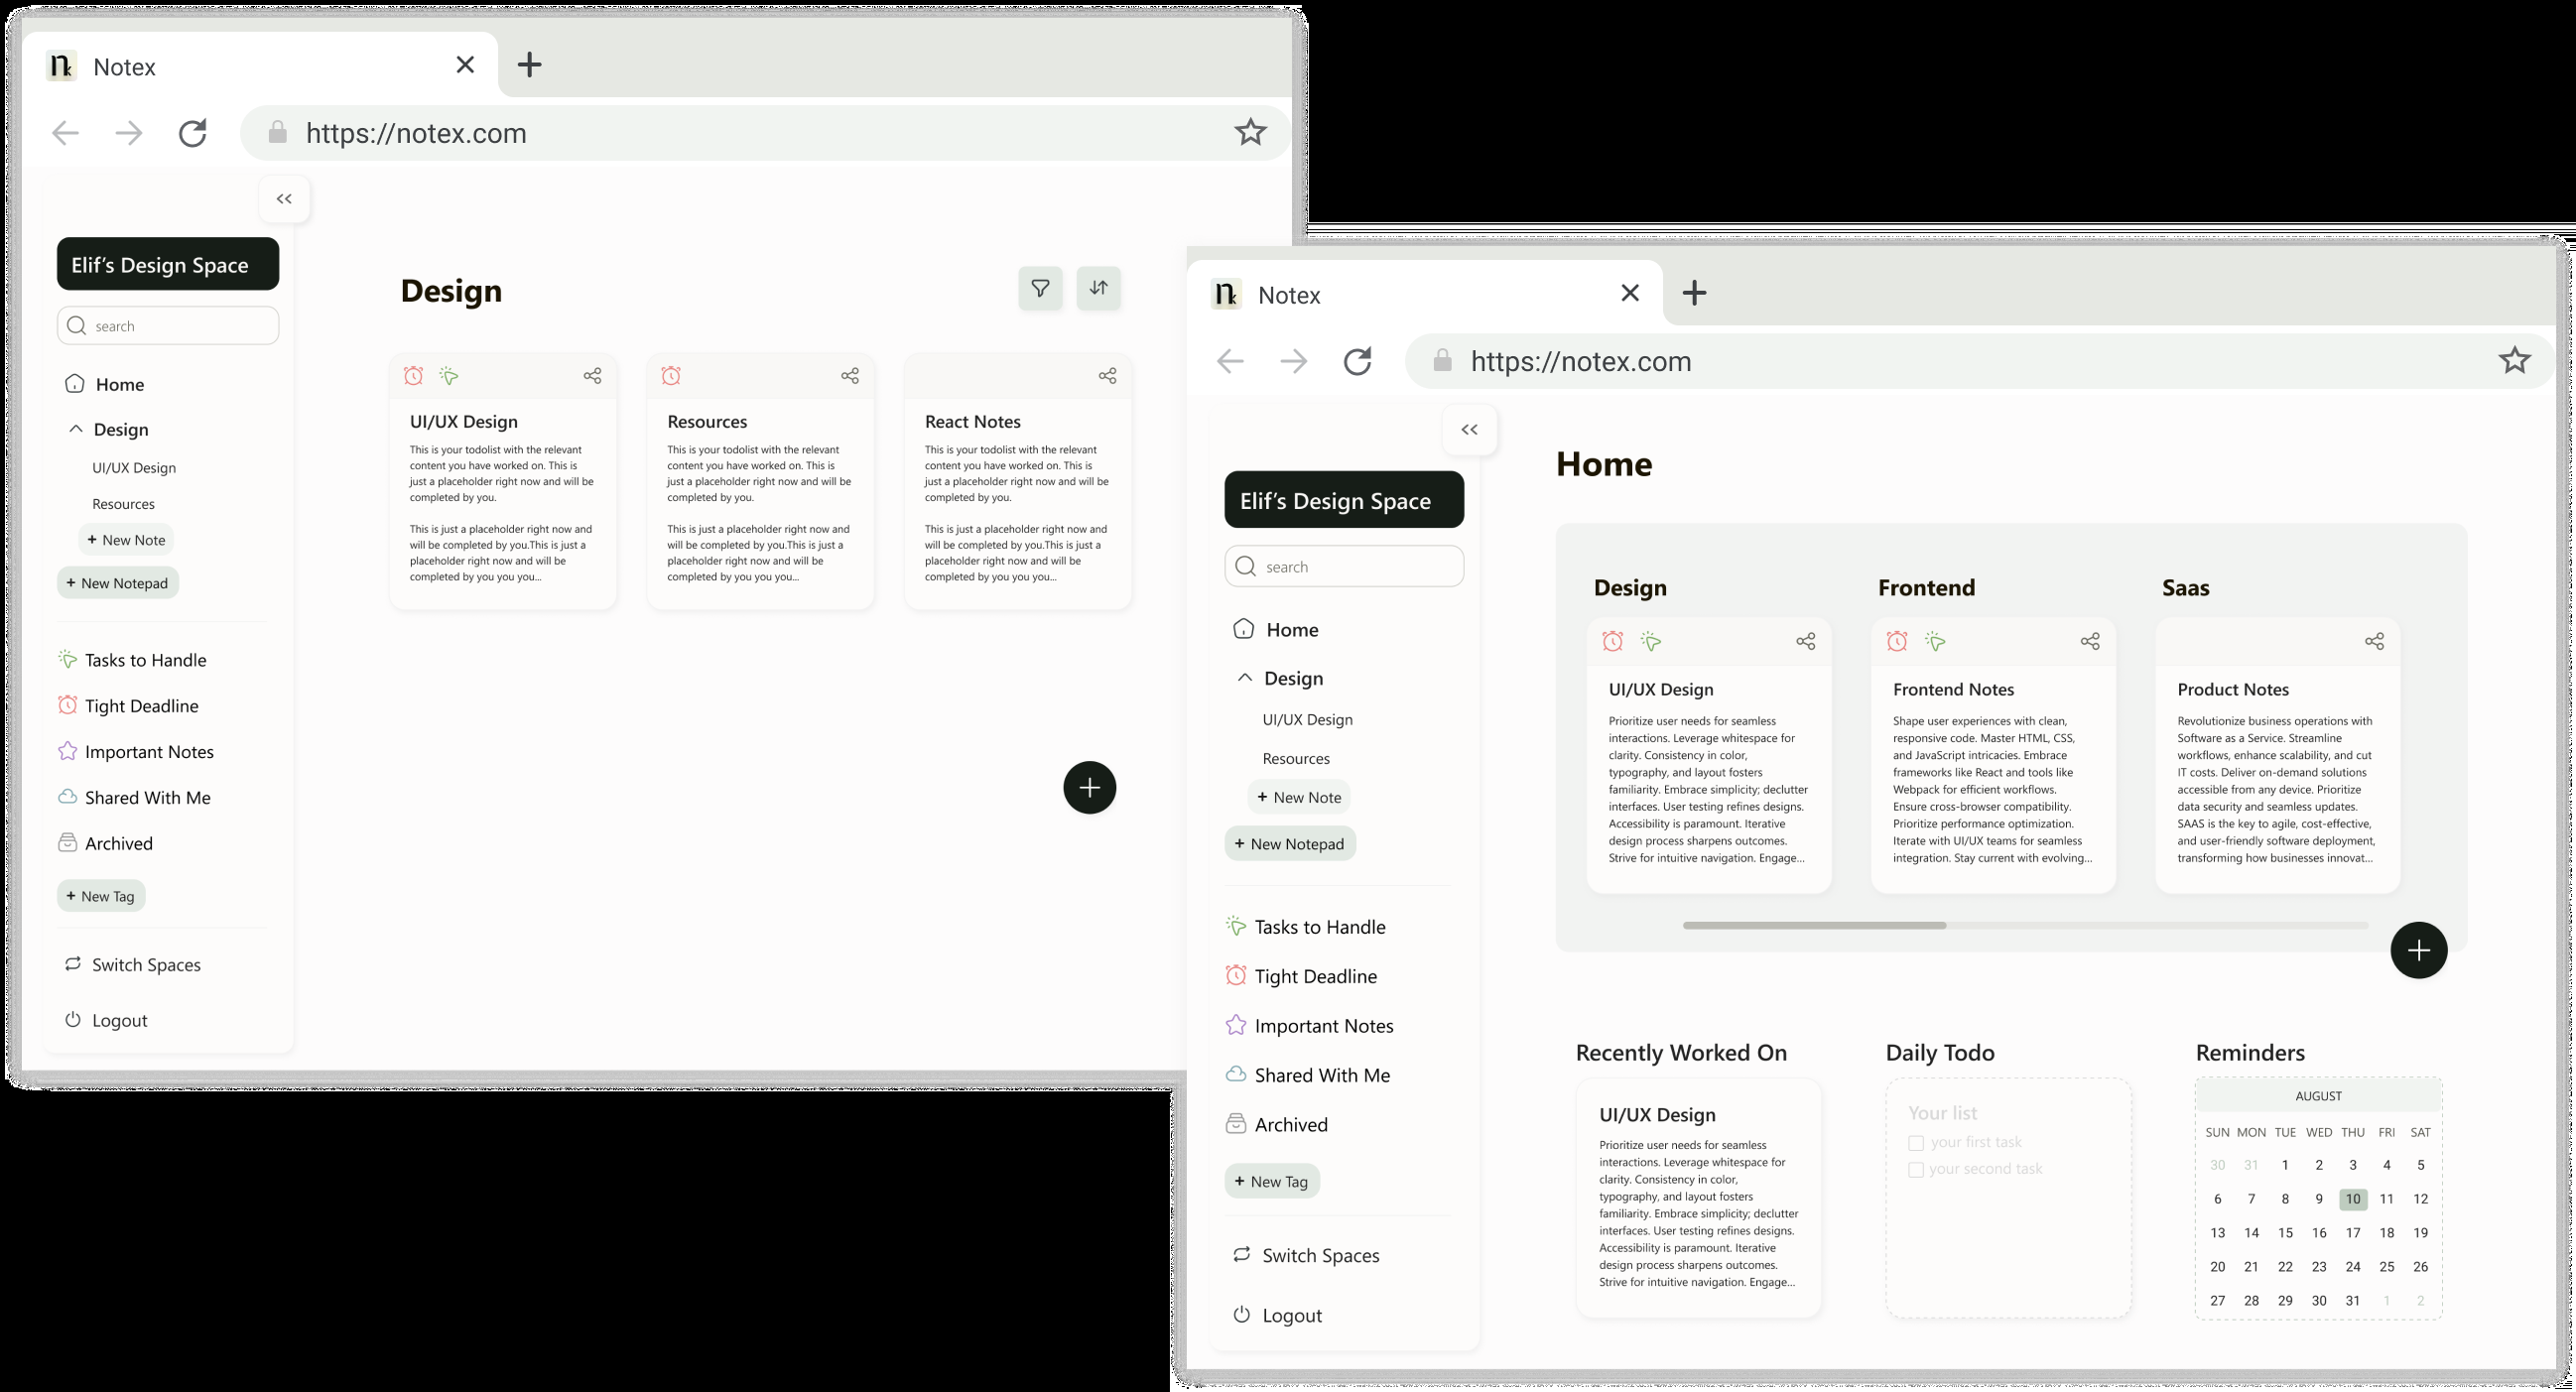 Notex
https://notex.com
Elif's Design Space
search
Home
Design
UI/UX Design
Resources
+ New Note
+ New Notepad
Tasks to Handle
Tight Deadline
Important Notes
Shared With Me
Archived
+ New Tag
Switch Spaces
Logout
Design
UI/UX Design
This is your todolist with the relevant
content you have worked on. This is
just a placeholder right now and will be
completed by you.
This is just a placeholder right now and
will be completed by you.This is just a
placeholder right now and will be
completed by you you you...
Resources
This is your todolist with the relevant
content you have worked on. This is
just a placeholder right now and will be
completed by you.
This is just a placeholder right now and
will be completed by you.This is just a
placeholder right now and will be
completed by you you you...
React Notes
This is your todolist with the relevant
content you have worked on. This is
just a placeholder right now and will be
completed by you.
This is just a placeholder right now and
will be completed by you.This is just a
placeholder right now and will be
completed by you you you...
Notex
https://notex.com
Elif's Design Space
search
Home
Design
UI/UX Design
Resources
+ New Note
+ New Notepad
Tasks to Handle
Tight Deadline
Important Notes
Shared With Me
Archived
+ New Tag
Switch Spaces
Logout
Home
Design
UI/UX Design
Prioritize user needs for seamless
interactions. Leverage whitespace for
clarity. Consistency in color,
typography, and layout fosters
familiarity. Embrace simplicity; declutter
interfaces. User testing refines designs.
Accessibility is paramount. Iterative
design process sharpens outcomes.
Strive for intuitive navigation. Engage...
Frontend
Frontend Notes
Shape user experiences with clean,
responsive code. Master HTML, CSS,
and JavaScript intricacies. Embrace
frameworks like React and tools like
Webpack for efficient workflows.
Ensure cross-browser compatibility.
Prioritize performance optimization.
Iterate with UI/UX teams for seamless
integration. Stay current with evolving...
Saas
Product Notes
Revolutionize business operations with
Software as a Service. Streamline
workflows, enhance scalability, and cut
IT costs. Deliver on-demand solutions
accessible from any device. Prioritize
data security and seamless updates.
SAAS is the key to agile, cost-effective,
and user-friendly software deployment,
transforming how businesses innovat...
Recently Worked On
UI/UX Design
Prioritize user needs for seamless
interactions. Leverage whitespace for
clarity. Consistency in color,
typography, and layout fosters
familiarity. Embrace simplicity; declutter
interfaces. User testing refines designs.
Accessibility is paramount. Iterative
design process sharpens outcomes.
Strive for intuitive navigation. Engage...
Daily Todo
Your list
your first task
your second task
Reminders
AUGUST
SUN MON TUE WED THU FRI SAT
30 31 1 2 3 4 5
6 7 8 9 10 11 12
13 14 15 16 17 18 19
20 21 22 23 24 25 26
27 28 29 30 31 1 2